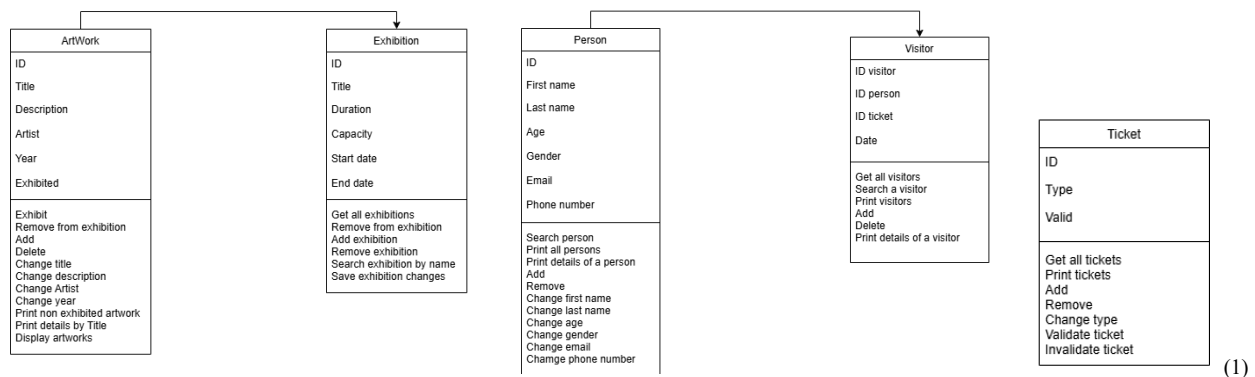 ArtWork
ID
Title
Description
Artist
Year
Exhibited
Exhibit
Remove from exhibition
Add
Delete
Change title
Change description
Change Artist
Change year
Print non exhibited artwork
Print details by Title
Display artworks
Exhibition
ID
Title
Duration
Capacity
Start date
End date
Get all exhibitions
Remove from exhibition
Add exhibition
Remove exhibition
Search exhibition by name
Save exhibition changes
Person
ID
First name
Last name
Age
Gender
Email
Phone number
Search person
Print all persons
Print details of a person
Add
Remove
Change first name
Change last name
Change age
Change gender
Change email
Chamge phone number
Visitor
ID visitor
ID person
ID ticket
Date
Get all visitors
Search a visitor
Print visitors
Add
Delete
Print details of a visitor
Ticket
ID
Type
Valid
Get all tickets
Print tickets
Add
Remove
Change type
Validate ticket
Invalidate ticket
(1)